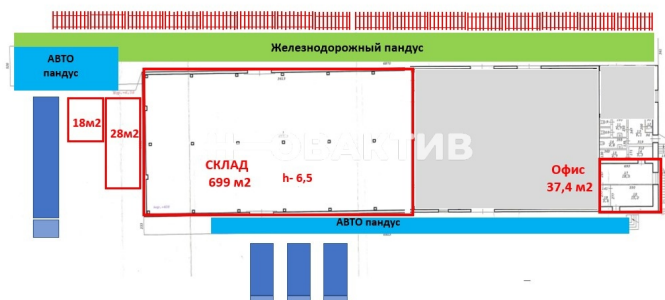 Железнодорожный пандус
АВТО
пандус
18м2
28м2
СКЛАД
699 м2
h- 6,5
ОВАКТИВ
Офис
37,4 м2
АВТО пандус